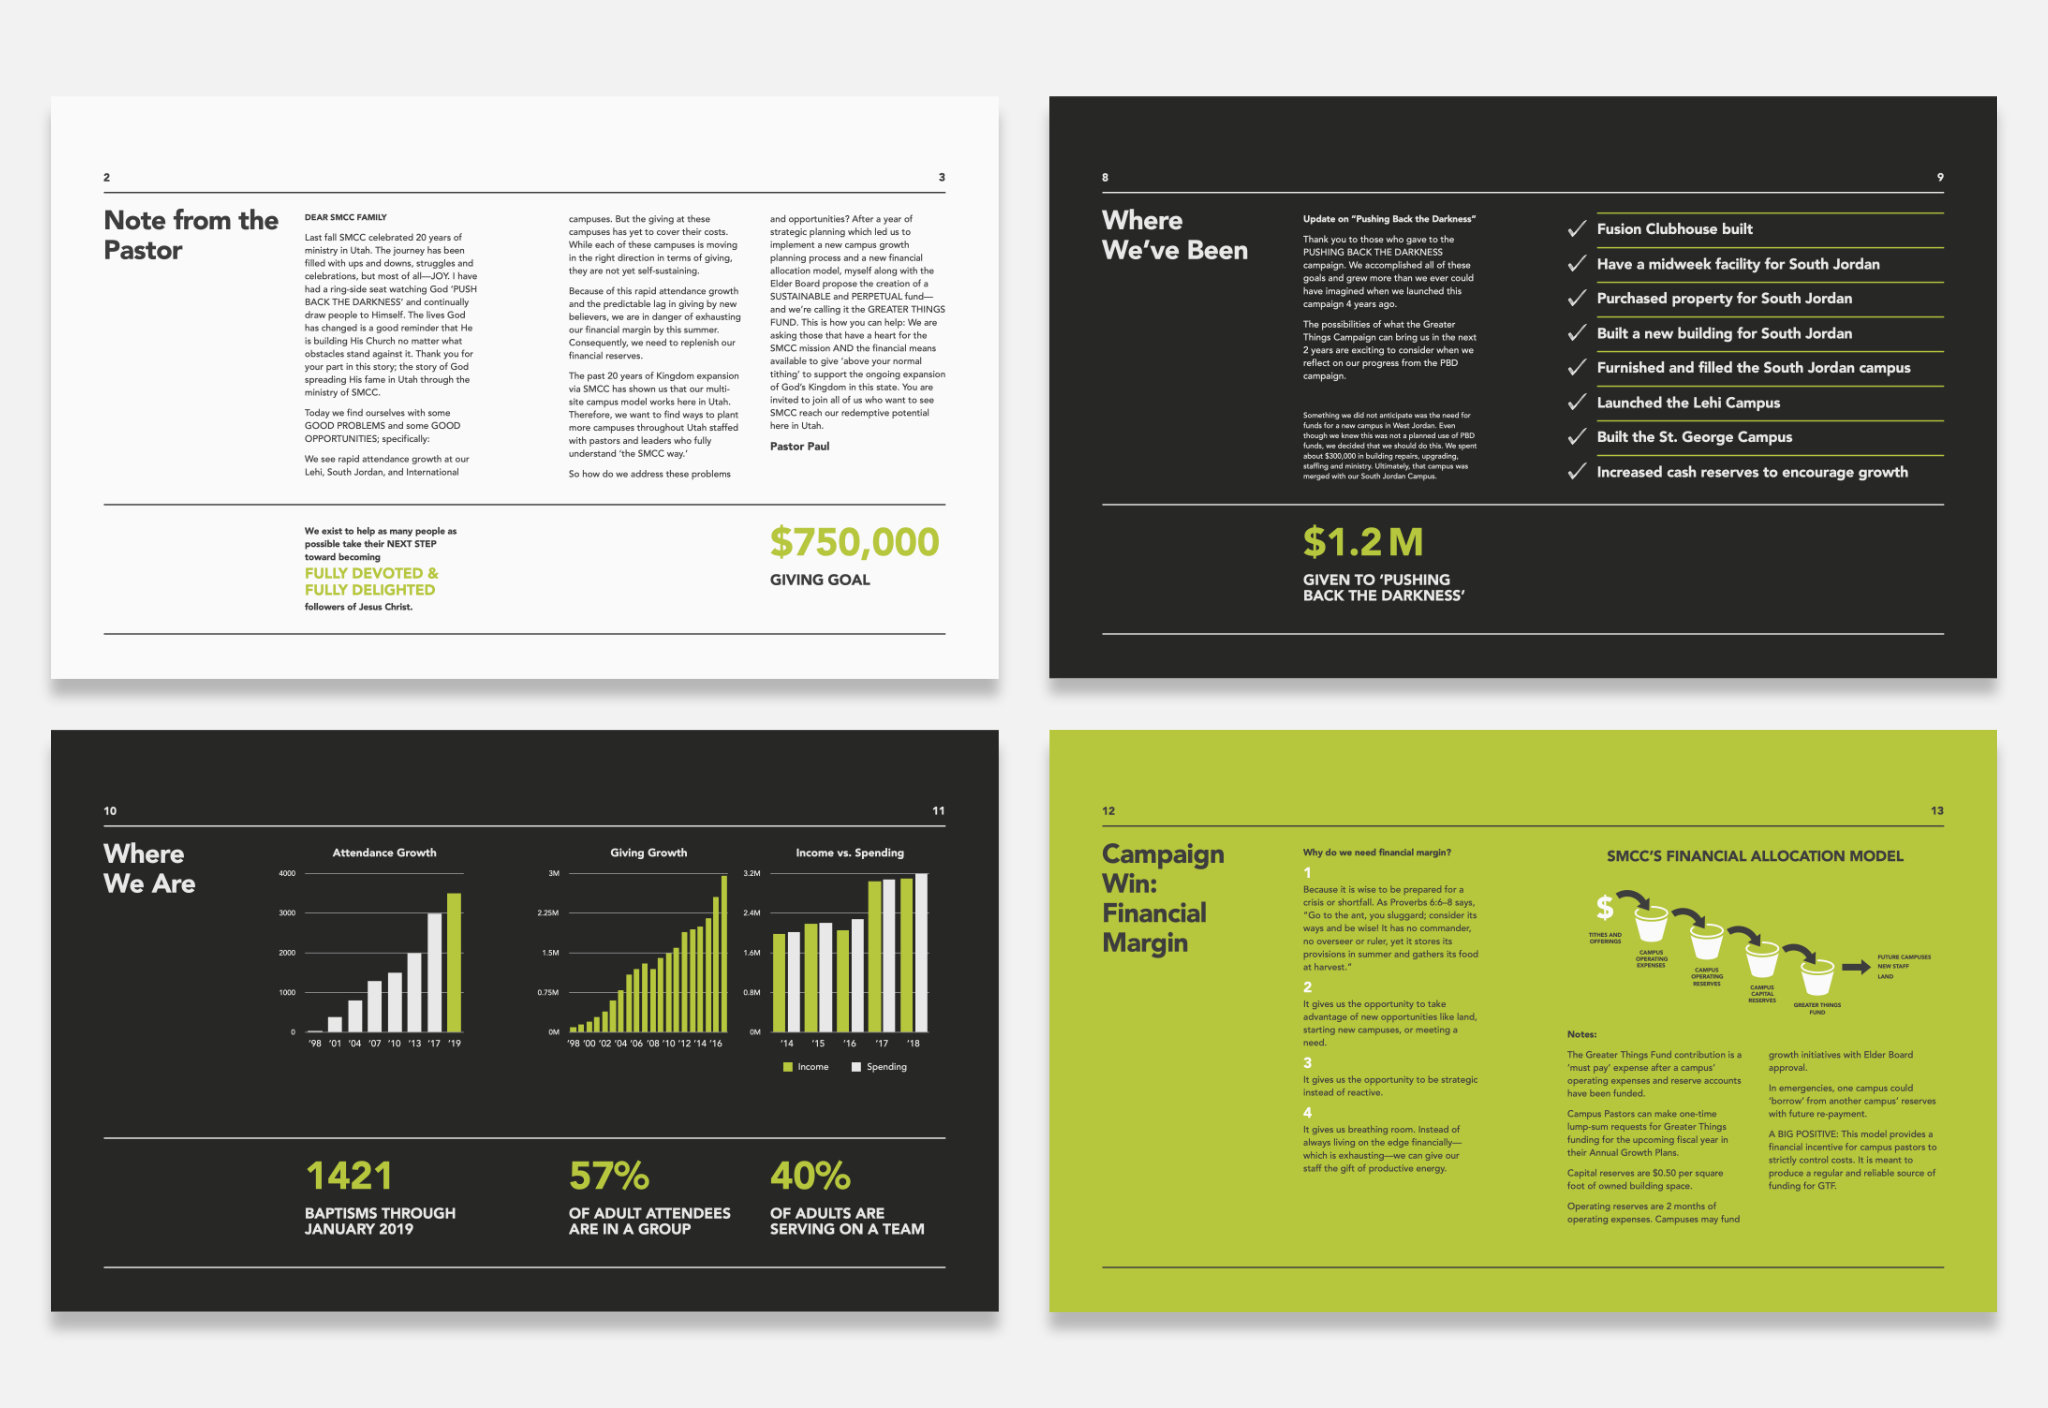 2
3
Note from the
Pastor
DEAR SMCC FAMILY
Last fall SMCC celebrated 20 years of
ministry in Utah. The journey has been
filled with ups and downs, struggles and
celebrations, but most of all—JOY. I have
had a ring-side seat watching God ‘PUSH
BACK THE DARKNESS’ and continually
draw people to Himself. The lives God
has changed is a good reminder that He
is building His Church no matter what
obstacles stand against it. Thank you for
your part in this story; the story of God
spreading His fame in Utah through the
ministry of SMCC.
Today we find ourselves with some
GOOD PROBLEMS and some GOOD
OPPORTUNITIES; specifically:
We see rapid attendance growth at our
Lehi, South Jordan, and International
campuses. But the giving at these
campuses has yet to cover their costs.
While each of these campuses is moving
in the right direction in terms of giving,
they are not yet self-sustaining.
Because of this rapid attendance growth
and the predictable lag in giving by new
believers, we are in danger of exhausting
our financial margin by this summer.
Consequently, we need to replenish our
financial reserves.
The past 20 years of Kingdom expansion
via SMCC has shown us that our multi-
site campus model works here in Utah.
Therefore, we want to find ways to plant
more campuses throughout Utah staffed
with pastors and leaders who fully
understand ‘the SMCC way.’
So how do we address these problems
and opportunities? After a year of
strategic planning which led us to
implement a new campus growth
planning process and a new financial
allocation model, myself along with the
Elder Board propose the creation of a
SUSTAINABLE and PERPETUAL fund—
and we’re calling it the GREATER THINGS
FUND. This is how you can help: We are
asking those that have a heart for the
SMCC mission AND the financial means
available to give ‘above your normal
tithing’ to support the ongoing expansion
of God’s Kingdom in this state. You are
invited to join all of us who want to see
SMCC reach our redemptive potential
here in Utah.
Pastor Paul
We exist to help as many people as
possible take their NEXT STEP
toward becoming
FULLY DEVOTED &
FULLY DELIGHTED
followers of Jesus Christ.
$750,000
GIVING GOAL
8
9
Where
We’ve Been
Update on “Pushing Back the Darkness”
Thank you to those who gave to the
PUSHING BACK THE DARKNESS
campaign. We accomplished all of these
goals and grew more than we ever could
have imagined when we launched this
campaign 4 years ago.
The possibilities of what the Greater
Things Campaign can bring us in the next
2 years are exciting to consider when we
reflect on our progress from the PBD
campaign.
Something we did not anticipate was the need for
funds for a new campus in West Jordan. Even
though we knew this was not a planned use of PBD
funds, we decided that we should do this. We spent
about $300,000 in building repairs, upgrading,
staffing and ministry. Ultimately, that campus was
merged with our South Jordan Campus.
Fusion Clubhouse built
Have a midweek facility for South Jordan
Purchased property for South Jordan
Built a new building for South Jordan
Furnished and filled the South Jordan campus
Launched the Lehi Campus
Built the St. George Campus
Increased cash reserves to encourage growth
$1.2 M
GIVEN TO ‘PUSHING
BACK THE DARKNESS’
10
11
Where
We Are
Attendance Growth
4000
3000
2000
1000
0
’98 ’01 ’04 ’07 ’10 ’13 ’17 ’19
Giving Growth
3M
2.25M
1.5M
0.75M
0M
’98 ’00 ’02 ’04 ’06 ’08 ’10 ’12 ’14 ’16
Income vs. Spending
3.2M
2.4M
1.6M
0.8M
0M
’14 ’15 ’16 ’17 ’18
Income Spending
1421
BAPTISMS THROUGH
JANUARY 2019
57%
OF ADULT ATTENDEES
ARE IN A GROUP
40%
OF ADULTS ARE
SERVING ON A TEAM
12
13
Campaign
Win:
Financial
Margin
Why do we need financial margin?
1
Because it is wise to be prepared for a
crisis or shortfall. As Proverbs 6:6–8 says,
“Go to the ant, you sluggard; consider its
ways and be wise! It has no commander,
no overseer or ruler, yet it stores its
provisions in summer and gathers its food
at harvest.”
2
It gives us the opportunity to take
advantage of new opportunities like land,
starting new campuses, or meeting a
need.
3
It gives us the opportunity to be strategic
instead of reactive.
4
It gives us breathing room. Instead of
always living on the edge financially—
which is exhausting—we can give our
staff the gift of productive energy.
SMCC’S FINANCIAL ALLOCATION MODEL
$
TITHES AND
OFFERINGS
CAMPUS
OPERATING
EXPENSES
CAMPUS
OPERATING
RESERVES
CAMPUS
CAPITAL
RESERVES
GREATER THINGS
FUND
FUTURE CAMPUSES
NEW STAFF
LAND
Notes:
The Greater Things Fund contribution is a
‘must pay’ expense after a campus’
operating expenses and reserve accounts
have been funded.
Campus Pastors can make one-time
lump-sum requests for Greater Things
funding for the upcoming fiscal year in
their Annual Growth Plans.
Capital reserves are $0.50 per square
foot of owned building space.
Operating reserves are 2 months of
operating expenses. Campuses may fund
growth initiatives with Elder Board
approval.
In emergencies, one campus could
‘borrow’ from another campus’ reserves
with future re-payment.
A BIG POSITIVE: This model provides a
financial incentive for campus pastors to
strictly control costs. It is meant to
produce a regular and reliable source of
funding for GTF.